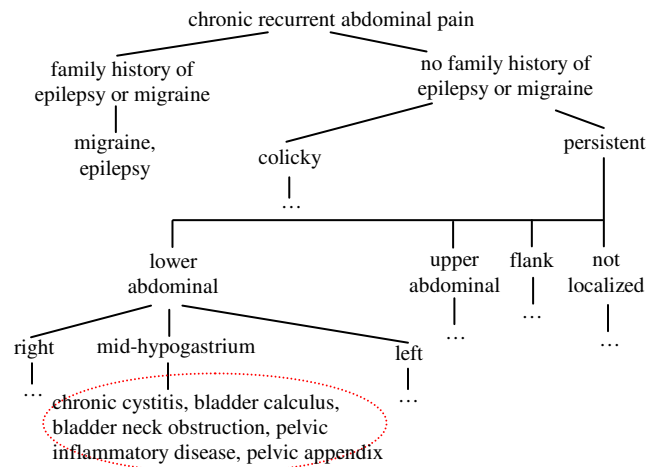 chronic recurrent abdominal pain
family history of
epilepsy or migraine
no family history of
epilepsy or migraine
migraine,
epilepsy
colicky
persistent
…
lower
abdominal
upper
abdominal
flank
not
localized
…
…
…
right
mid-hypogastrium
left
…
…
chronic cystitis, bladder calculus,
bladder neck obstruction, pelvic
inflammatory disease, pelvic appendix